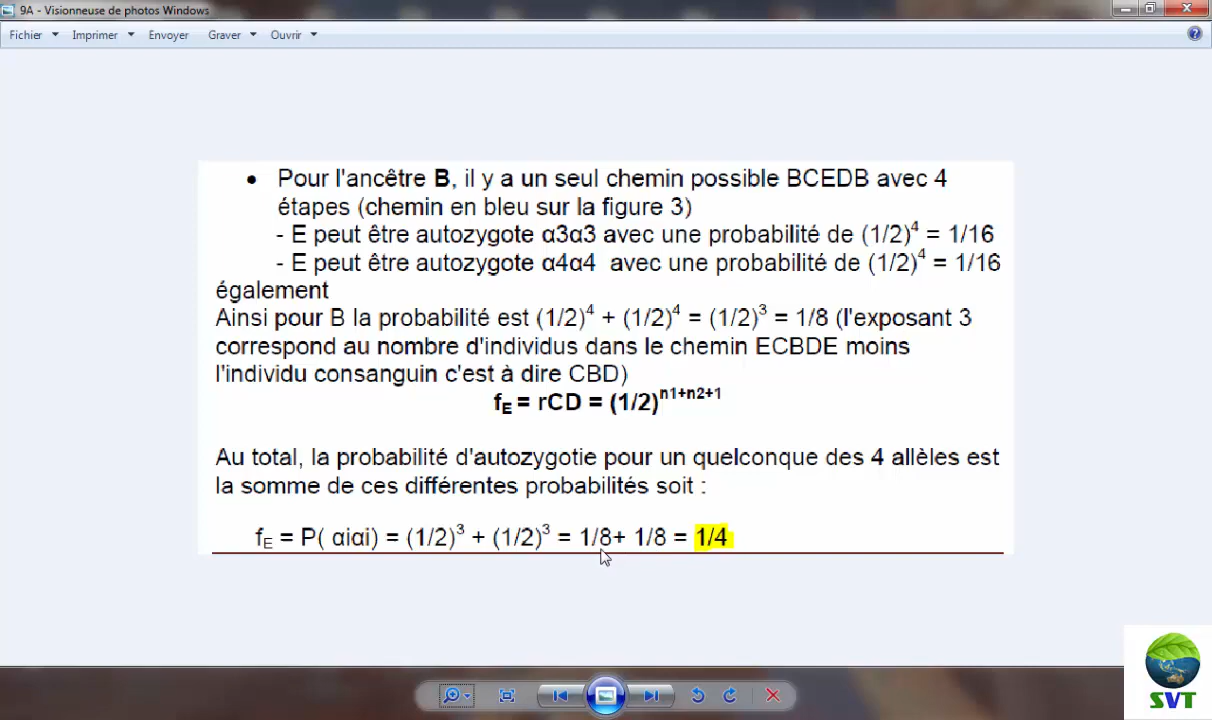 9A - Visionneuse de photos Windows
Fichier Imprimer Envoyer Graver Ouvrir
• Pour l'ancêtre B, il y a un seul chemin possible BCEDB avec 4
étapes (chemin en bleu sur la figure 3)
- E peut être autozygote α3α3 avec une probabilité de (1/2)⁴ = 1/16
- E peut être autozygote α4α4 avec une probabilité de (1/2)⁴ = 1/16
également
Ainsi pour B la probabilité est (1/2)⁴ + (1/2)⁴ = (1/2)³ = 1/8 (l'exposant 3
correspond au nombre d'individus dans le chemin ECBDE moins
l'individu consanguin c'est à dire CBD)
fE = rCD = (1/2)ⁿ¹⁺ⁿ²⁺¹
Au total, la probabilité d'autozygotie pour un quelconque des 4 allèles est
la somme de ces différentes probabilités soit :
fE = P( αiαi) = (1/2)³ + (1/2)³ = 1/8+ 1/8 = 1/4
SVT